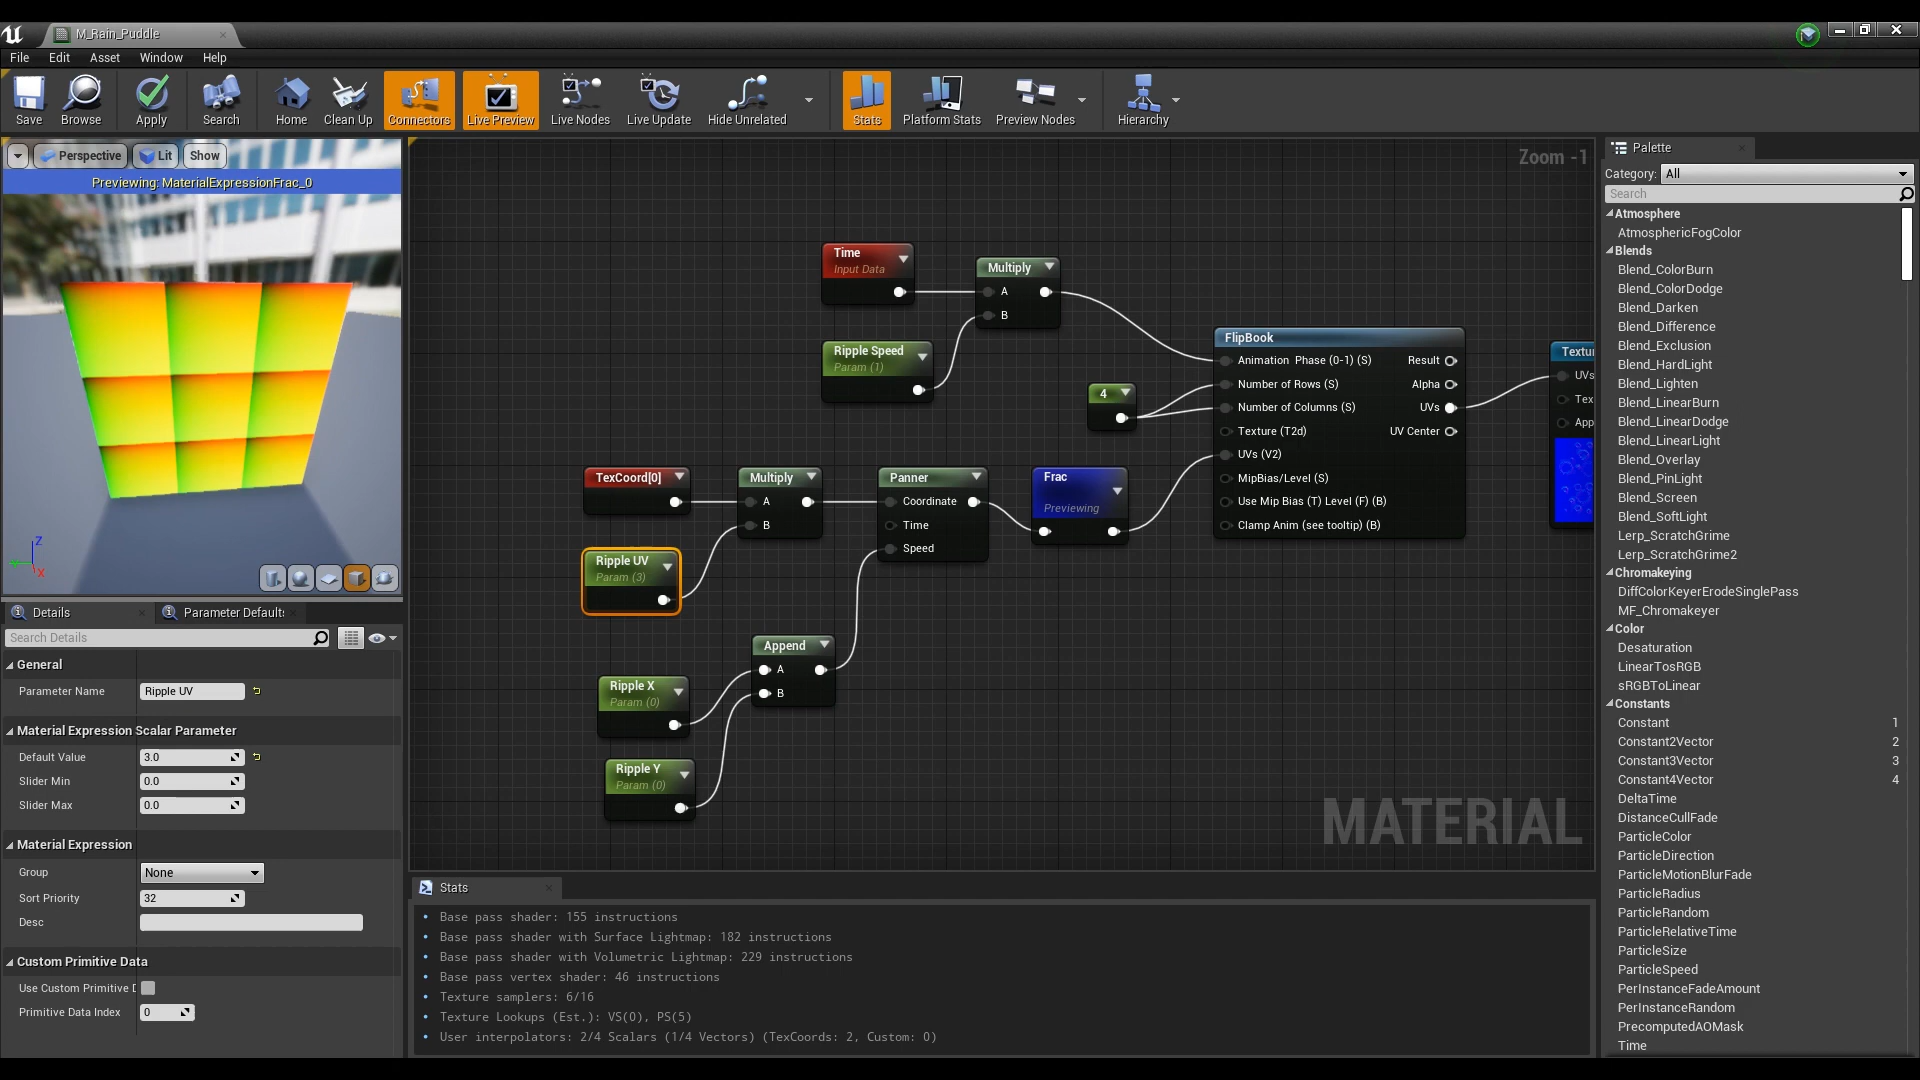 M_Rain_Puddle
File Edit Asset Window Help
Save Browse Apply Search Home Clean Up Connectors Live Preview Live Nodes Live Update Hide Unrelated Stats Platform Stats Preview Nodes Hierarchy
Perspective Lit Show
Previewing: MaterialExpressionFrac_0
Z
X
Details Parameter Default
Search Details
General
Parameter Name Ripple UV
Material Expression Scalar Parameter
Default Value 3.0
Slider Min 0.0
Slider Max 0.0
Material Expression
Group None
Sort Priority 32
Desc
Custom Primitive Data
Use Custom Primitive D
Primitive Data Index 0
Zoom -1
Time
Input Data
Multiply
A
B
Ripple Speed
Param (1)
4
FlipBook
Animation Phase (0-1) (S) Result
Number of Rows (S) Alpha
Number of Columns (S) UVs
Texture (T2d) UV Center
UVs (V2)
MipBias/Level (S)
Use Mip Bias (T) Level (F) (B)
Clamp Anim (see tooltip) (B)
Textu
UVs
Tex
App
TexCoord[0]
Multiply
A
B
Panner
Coordinate
Time
Speed
Frac
Previewing
Ripple UV
Param (3)
Append
A
B
Ripple X
Param (0)
Ripple Y
Param (0)
MATERIAL
Stats
Base pass shader: 155 instructions
Base pass shader with Surface Lightmap: 182 instructions
Base pass shader with Volumetric Lightmap: 229 instructions
Base pass vertex shader: 46 instructions
Texture samplers: 6/16
Texture Lookups (Est.): VS(0), PS(5)
User interpolators: 2/4 Scalars (1/4 Vectors) (TexCoords: 2, Custom: 0)
Palette
Category: All
Search
Atmosphere
AtmosphericFogColor
Blends
Blend_ColorBurn
Blend_ColorDodge
Blend_Darken
Blend_Difference
Blend_Exclusion
Blend_HardLight
Blend_Lighten
Blend_LinearBurn
Blend_LinearDodge
Blend_LinearLight
Blend_Overlay
Blend_PinLight
Blend_Screen
Blend_SoftLight
Lerp_ScratchGrime
Lerp_ScratchGrime2
Chromakeying
DiffColorKeyerErodeSinglePass
MF_Chromakeyer
Color
Desaturation
LinearTosRGB
sRGBToLinear
Constants
Constant 1
Constant2Vector 2
Constant3Vector 3
Constant4Vector 4
DeltaTime
DistanceCullFade
ParticleColor
ParticleDirection
ParticleMotionBlurFade
ParticleRadius
ParticleRandom
ParticleRelativeTime
ParticleSize
ParticleSpeed
PerInstanceFadeAmount
PerInstanceRandom
PrecomputedAOMask
Time